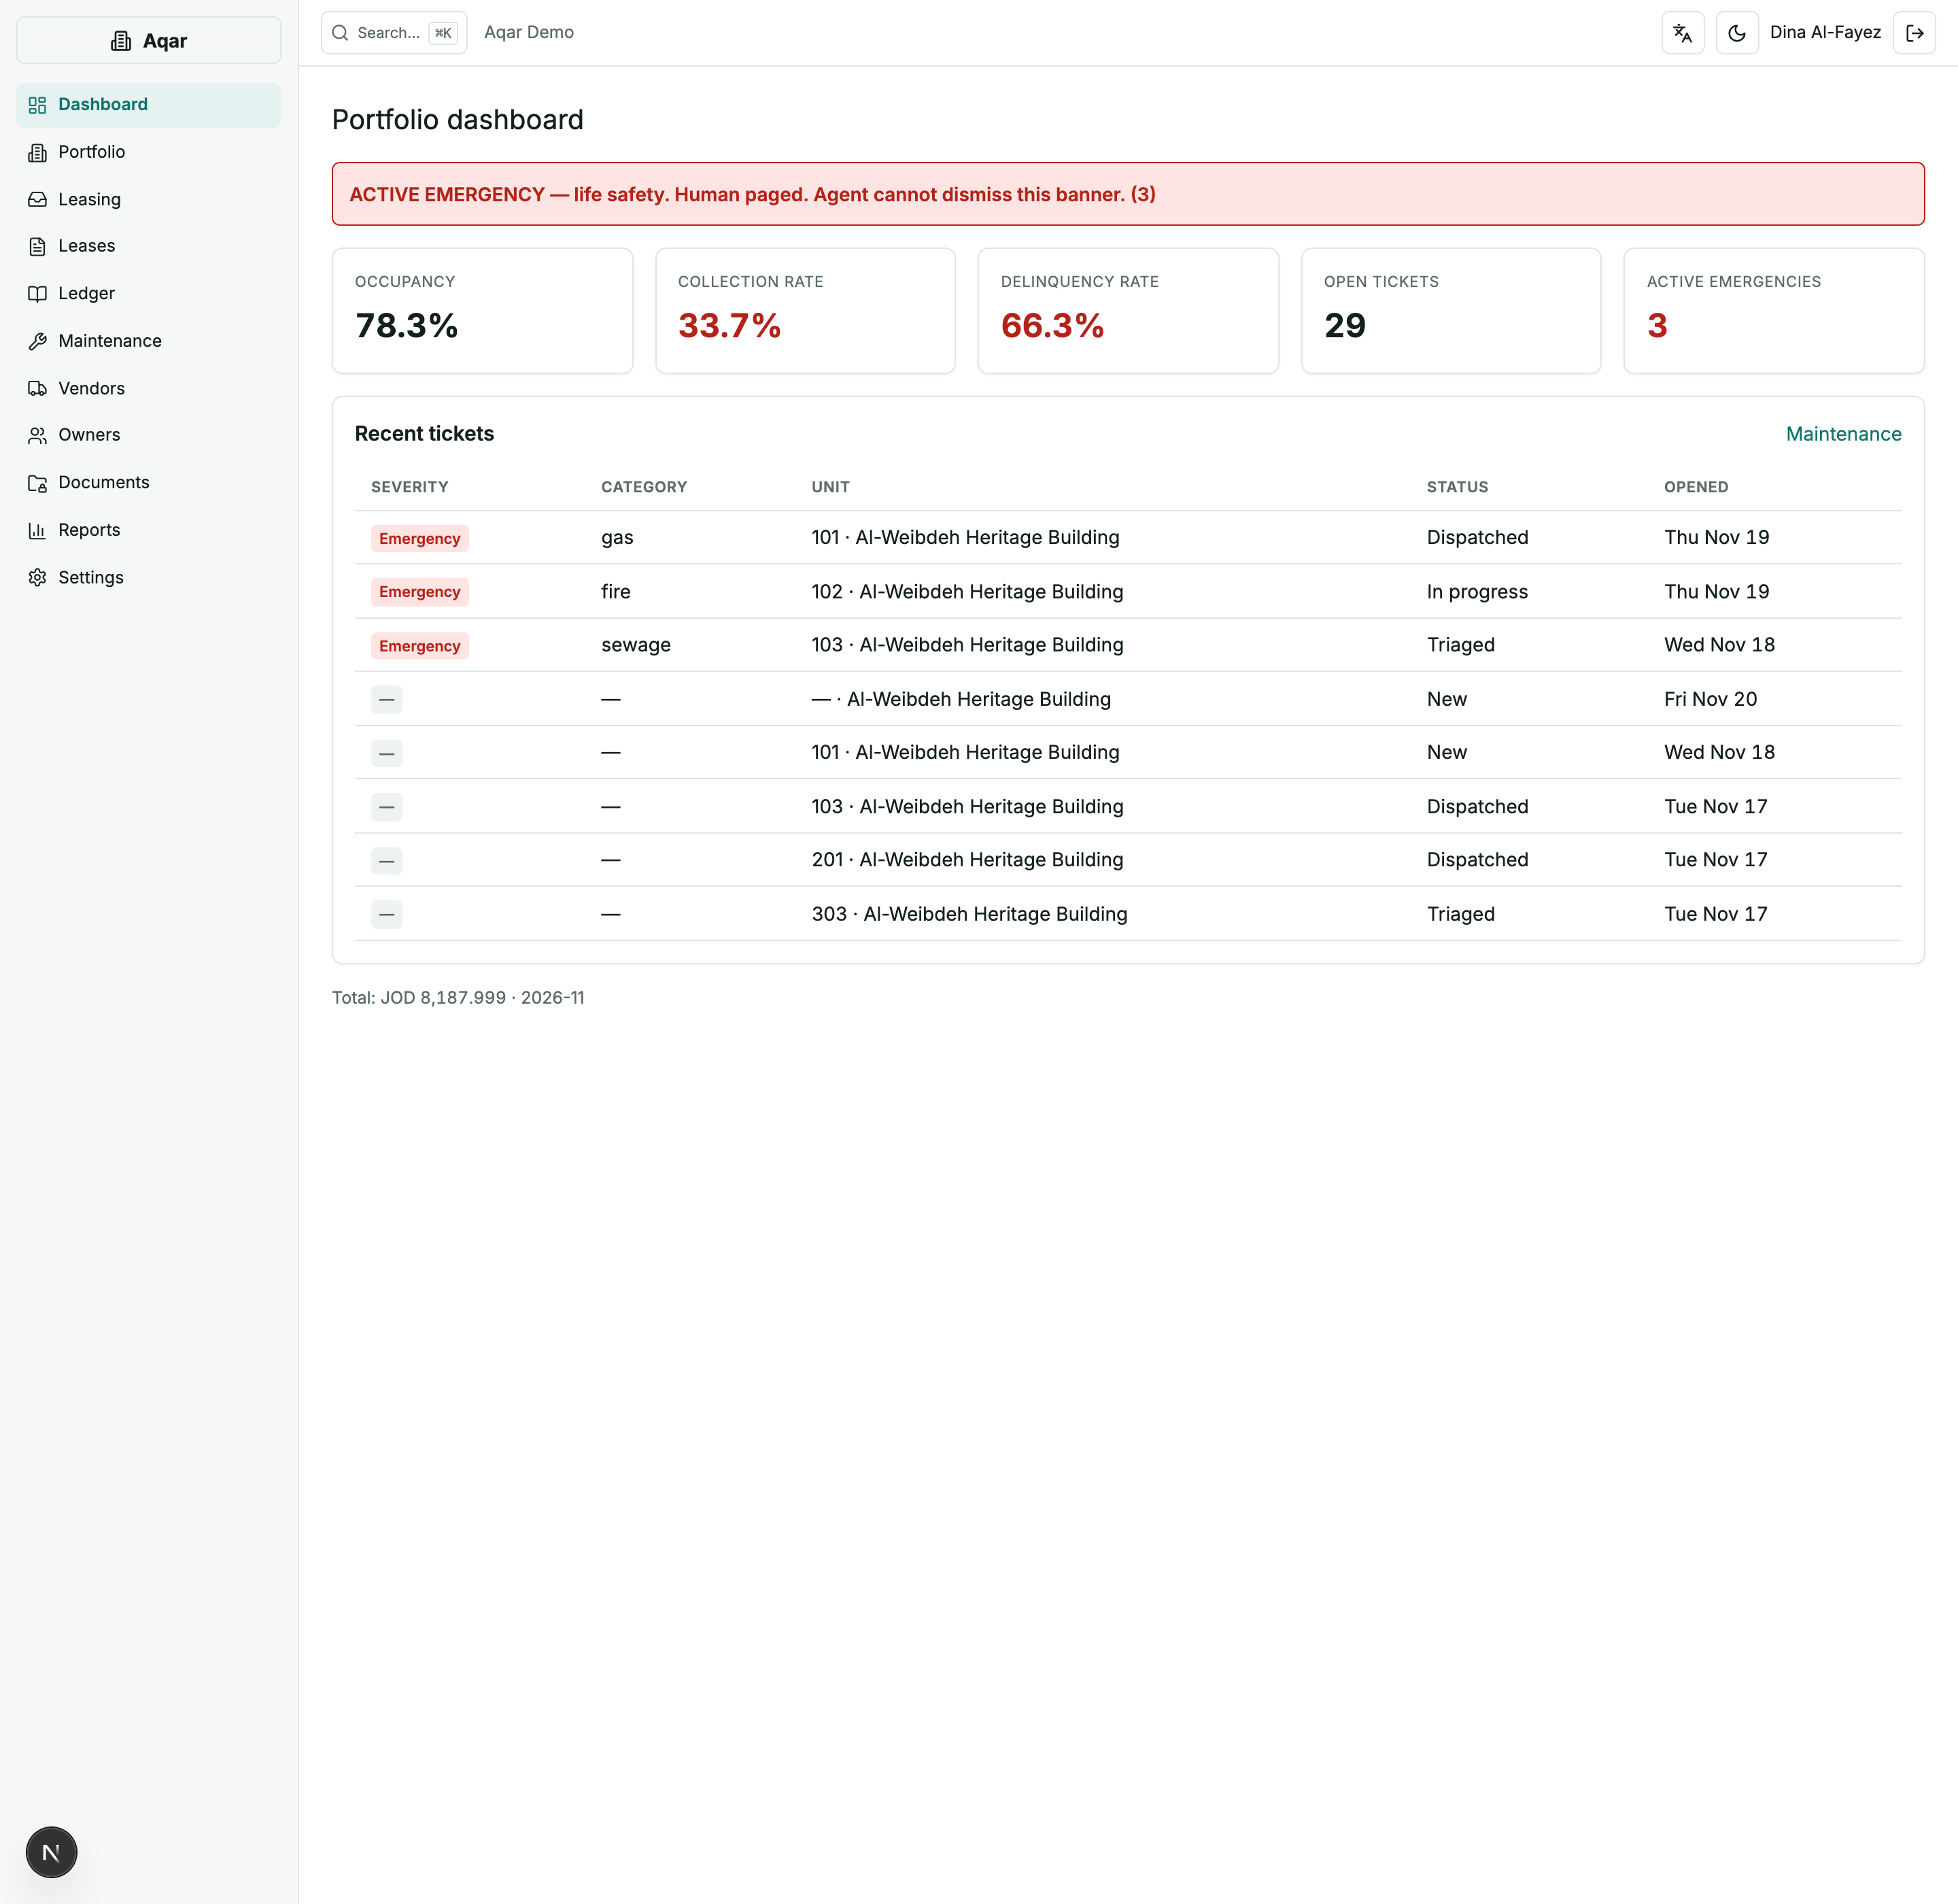 Aqar
Search... ⌘K Aqar Demo Dina Al-Fayez
Dashboard
Portfolio
Leasing
Leases
Ledger
Maintenance
Vendors
Owners
Documents
Reports
Settings
Portfolio dashboard
ACTIVE EMERGENCY — life safety. Human paged. Agent cannot dismiss this banner. (3)
OCCUPANCY COLLECTION RATE DELINQUENCY RATE OPEN TICKETS ACTIVE EMERGENCIES
78.3% 33.7% 66.3% 29 3
Recent tickets Maintenance
SEVERITY CATEGORY UNIT STATUS OPENED
Emergency gas 101 · Al-Weibdeh Heritage Building Dispatched Thu Nov 19
Emergency fire 102 · Al-Weibdeh Heritage Building In progress Thu Nov 19
Emergency sewage 103 · Al-Weibdeh Heritage Building Triaged Wed Nov 18
— — — · Al-Weibdeh Heritage Building New Fri Nov 20
— — 101 · Al-Weibdeh Heritage Building New Wed Nov 18
— — 103 · Al-Weibdeh Heritage Building Dispatched Tue Nov 17
— — 201 · Al-Weibdeh Heritage Building Dispatched Tue Nov 17
— — 303 · Al-Weibdeh Heritage Building Triaged Tue Nov 17
Total: JOD 8,187.999 · 2026-11
N